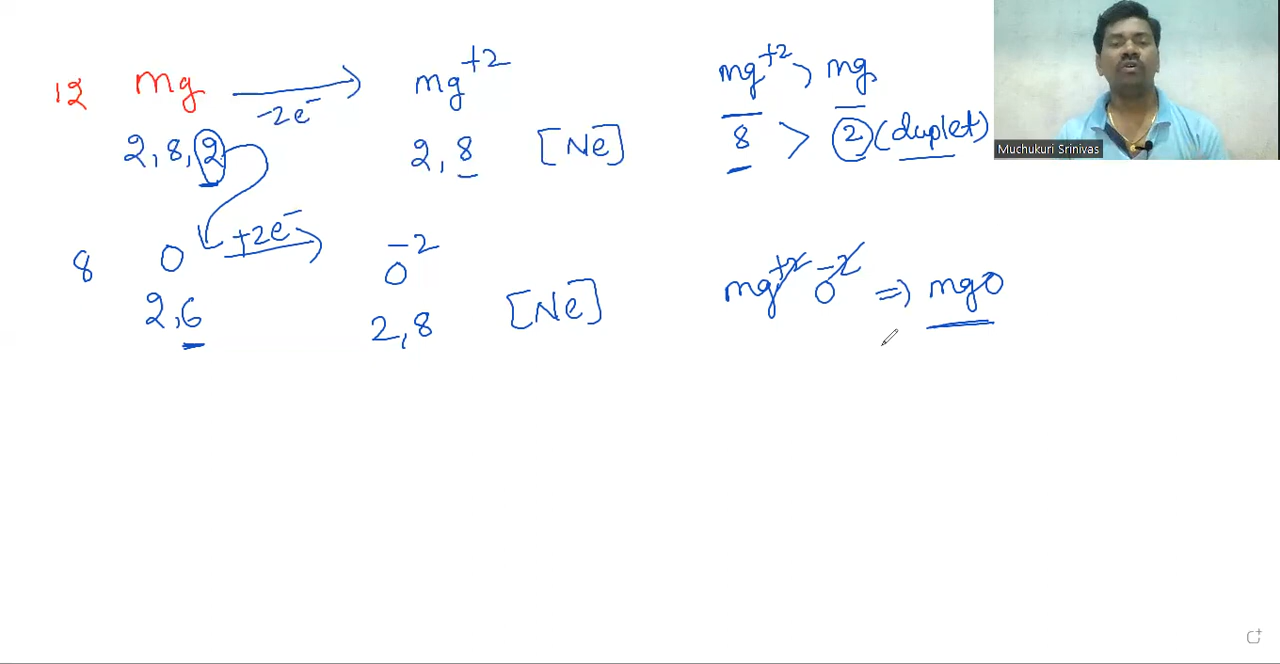 12 mg -2e⁻ → mg⁺² mg⁺² > mg
2,8,2 2,8 [Ne] 8 > 2 (duplet)
Muchukuri Srinivas
8 O +2e⁻ → O⁻² mg⁺² O⁻² ⇒ mgO
2,6 2,8 [Ne]